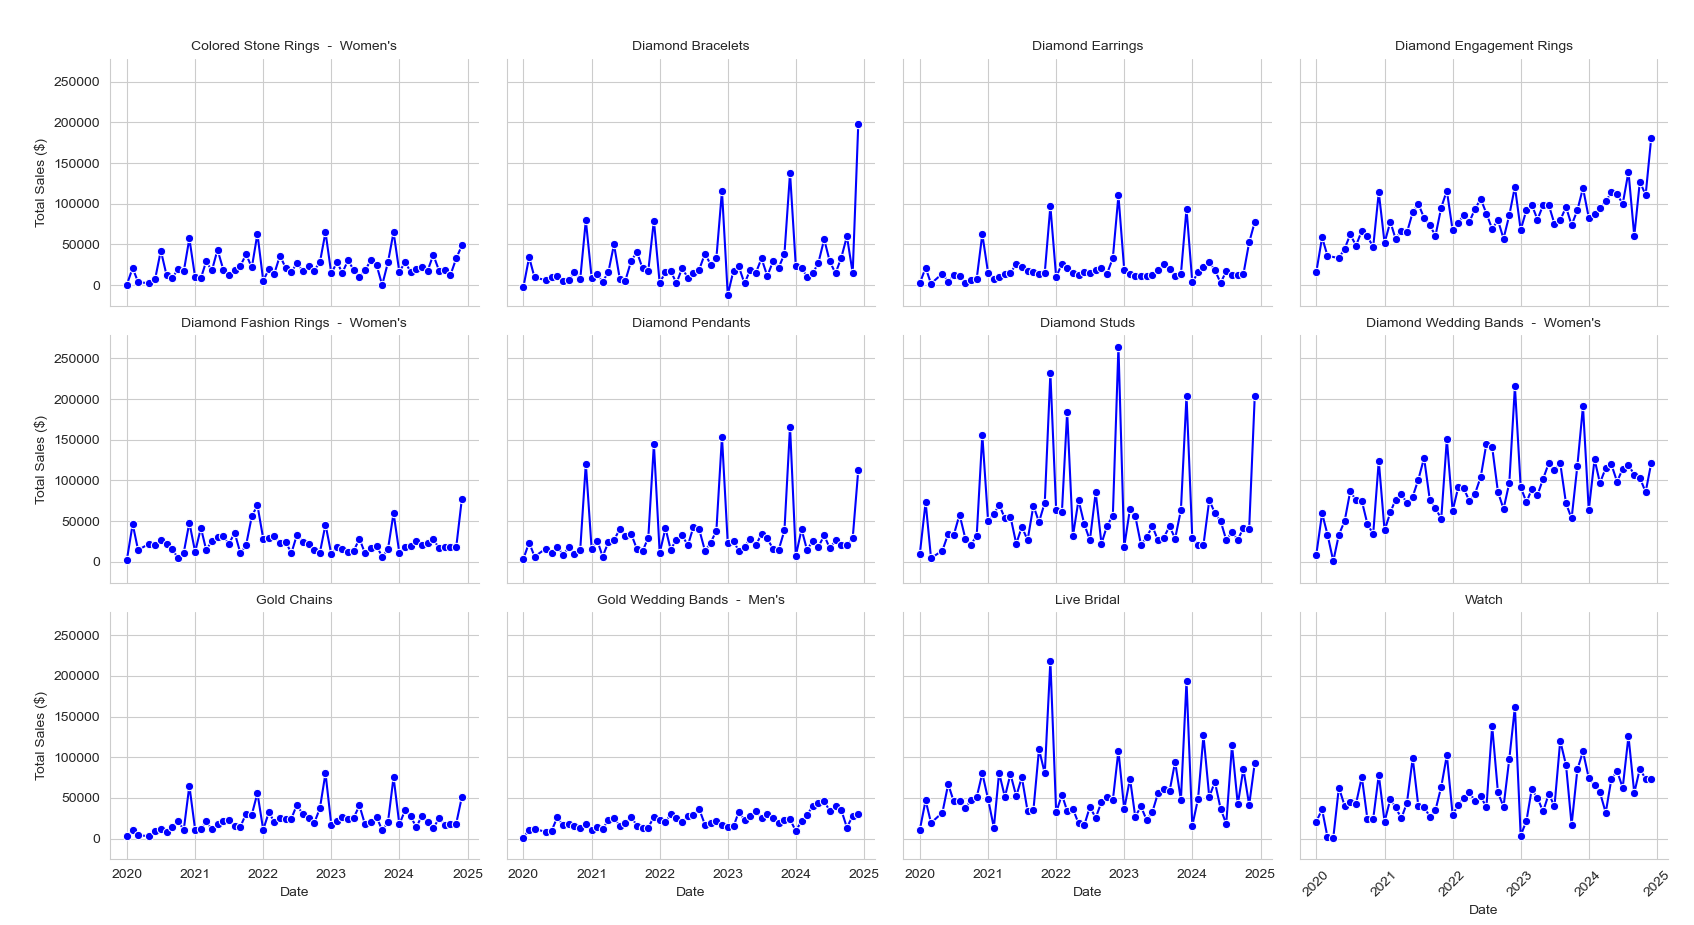 Colored Stone Rings  -  Women's
Diamond Bracelets
Diamond Earrings
Diamond Engagement Rings
250000
200000
150000
100000
50000
0
Total Sales ($)
Diamond Fashion Rings  -  Women's
Diamond Pendants
Diamond Studs
Diamond Wedding Bands  -  Women's
250000
200000
150000
100000
50000
0
Total Sales ($)
Gold Chains
Gold Wedding Bands  -  Men's
Live Bridal
Watch
250000
200000
150000
100000
50000
0
Total Sales ($)
2020 2021 2022 2023 2024 2025
Date
2020 2021 2022 2023 2024 2025
Date
2020 2021 2022 2023 2024 2025
Date
2020 2021 2022 2023 2024 2025
Date